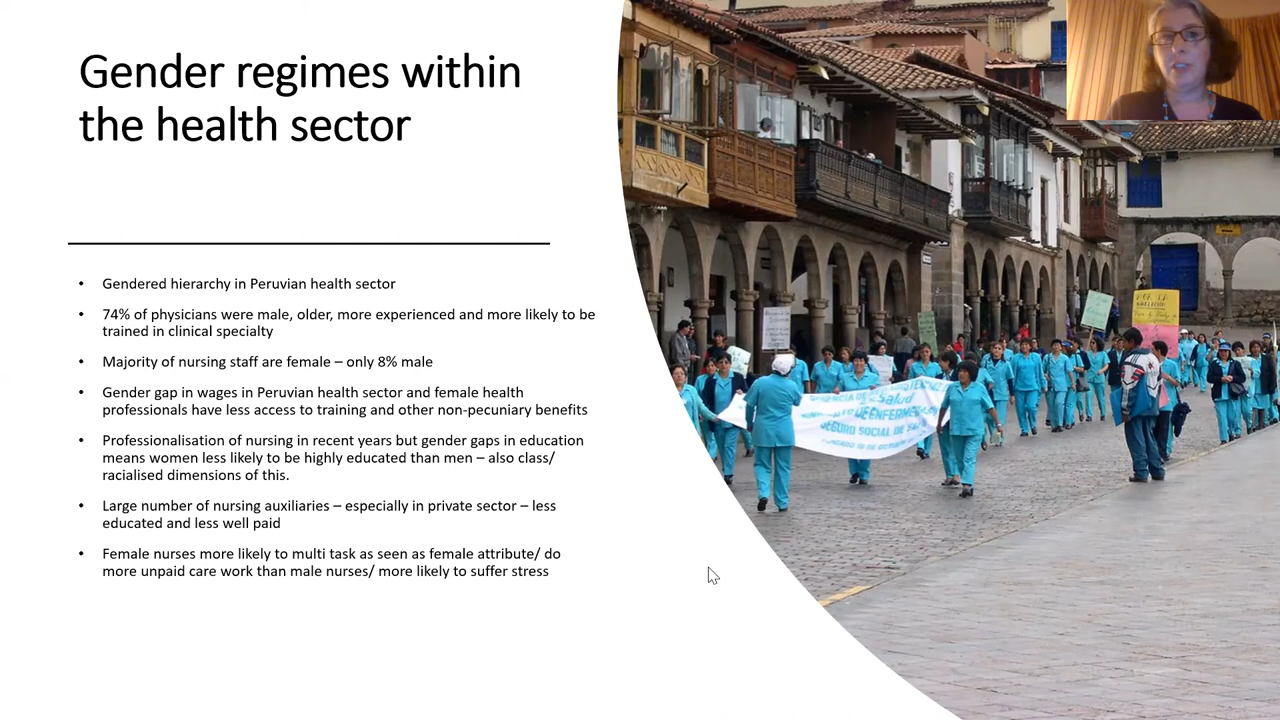 Gender regimes within
the health sector
• Gendered hierarchy in Peruvian health sector
• 74% of physicians were male, older, more experienced and more likely to be
trained in clinical specialty
• Majority of nursing staff are female – only 8% male
• Gender gap in wages in Peruvian health sector and female health
professionals have less access to training and other non-pecuniary benefits
• Professionalisation of nursing in recent years but gender gaps in education
means women less likely to be highly educated than men – also class/
racialised dimensions of this.
• Large number of nursing auxiliaries – especially in private sector – less
educated and less well paid
• Female nurses more likely to multi task as seen as female attribute/ do
more unpaid care work than male nurses/ more likely to suffer stress
POR LA
Salud
SEGURO SOCIAL DE